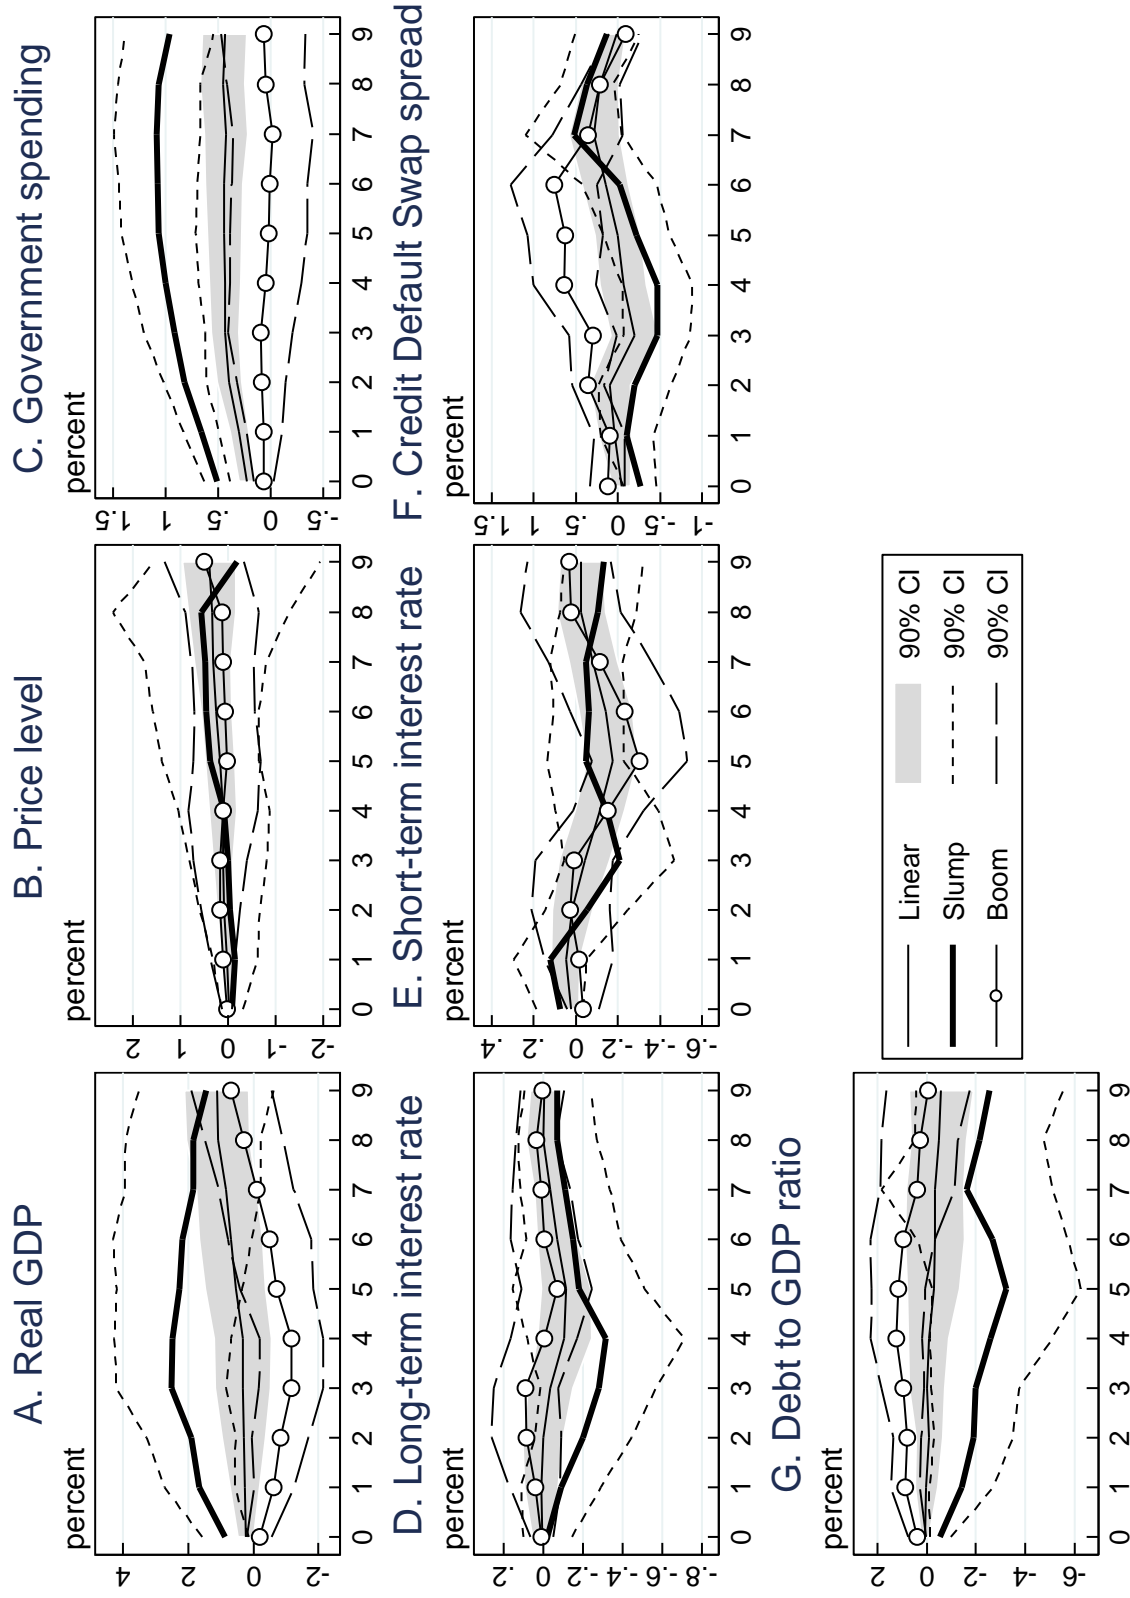 A. Real GDP
percent
4
2
0
-2
0 1 2 3 4 5 6 7 8 9
B. Price level
percent
2
1
0
-1
-2
0 1 2 3 4 5 6 7 8 9
C. Government spending
percent
1.5
1
.5
0
-.5
0 1 2 3 4 5 6 7 8 9
D. Long-term interest rate
percent
.2
0
-.2
-.4
-.6
-.8
0 1 2 3 4 5 6 7 8 9
E. Short-term interest rate
percent
.4
.2
0
-.2
-.4
-.6
0 1 2 3 4 5 6 7 8 9
F. Credit Default Swap spread
percent
1.5
1
.5
0
-.5
-1
0 1 2 3 4 5 6 7 8 9
G. Debt to GDP ratio
percent
2
0
-2
-4
-6
0 1 2 3 4 5 6 7 8 9
Linear 90% CI
Slump 90% CI
Boom 90% CI